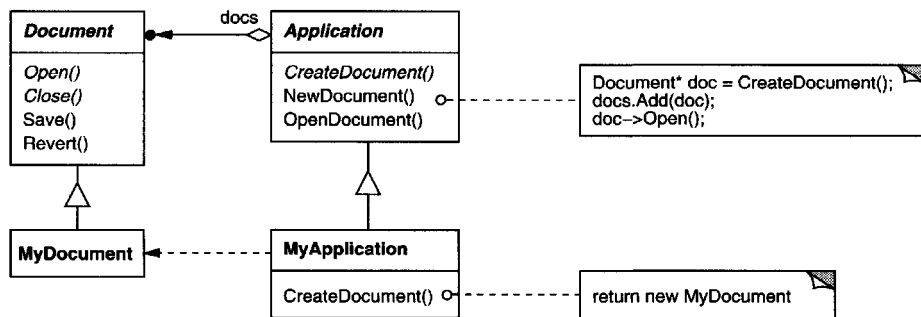 docs
Document
Open()
Close()
Save()
Revert()
Application
CreateDocument()
NewDocument()
OpenDocument()
Document* doc = CreateDocument();
docs.Add(doc);
doc->Open();
MyDocument
MyApplication
CreateDocument()
return new MyDocument